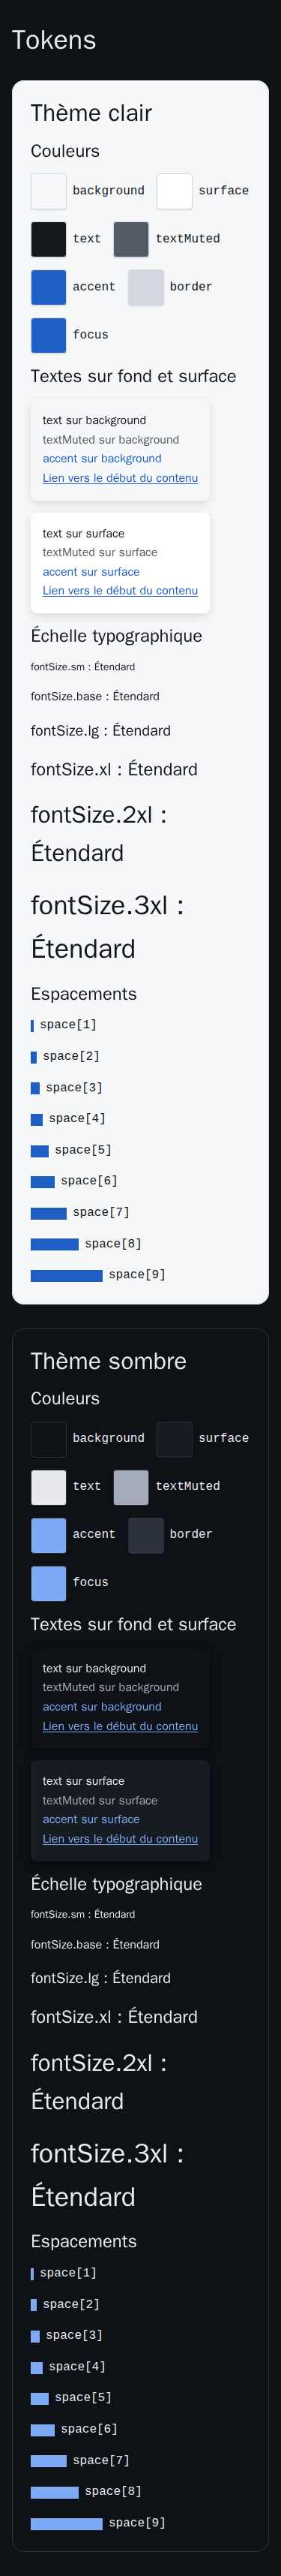 Tokens
Thème clair
Couleurs
background surface
text textMuted
accent border
focus
Textes sur fond et surface
text sur background
textMuted sur background
accent sur background
Lien vers le début du contenu
text sur surface
textMuted sur surface
accent sur surface
Lien vers le début du contenu
Échelle typographique
fontSize.sm : Étendard
fontSize.base : Étendard
fontSize.lg : Étendard
fontSize.xl : Étendard
fontSize.2xl :
Étendard
fontSize.3xl :
Étendard
Espacements
space[1]
space[2]
space[3]
space[4]
space[5]
space[6]
space[7]
space[8]
space[9]
Thème sombre
Couleurs
background surface
text textMuted
accent border
focus
Textes sur fond et surface
text sur background
textMuted sur background
accent sur background
Lien vers le début du contenu
text sur surface
textMuted sur surface
accent sur surface
Lien vers le début du contenu
Échelle typographique
fontSize.sm : Étendard
fontSize.base : Étendard
fontSize.lg : Étendard
fontSize.xl : Étendard
fontSize.2xl :
Étendard
fontSize.3xl :
Étendard
Espacements
space[1]
space[2]
space[3]
space[4]
space[5]
space[6]
space[7]
space[8]
space[9]